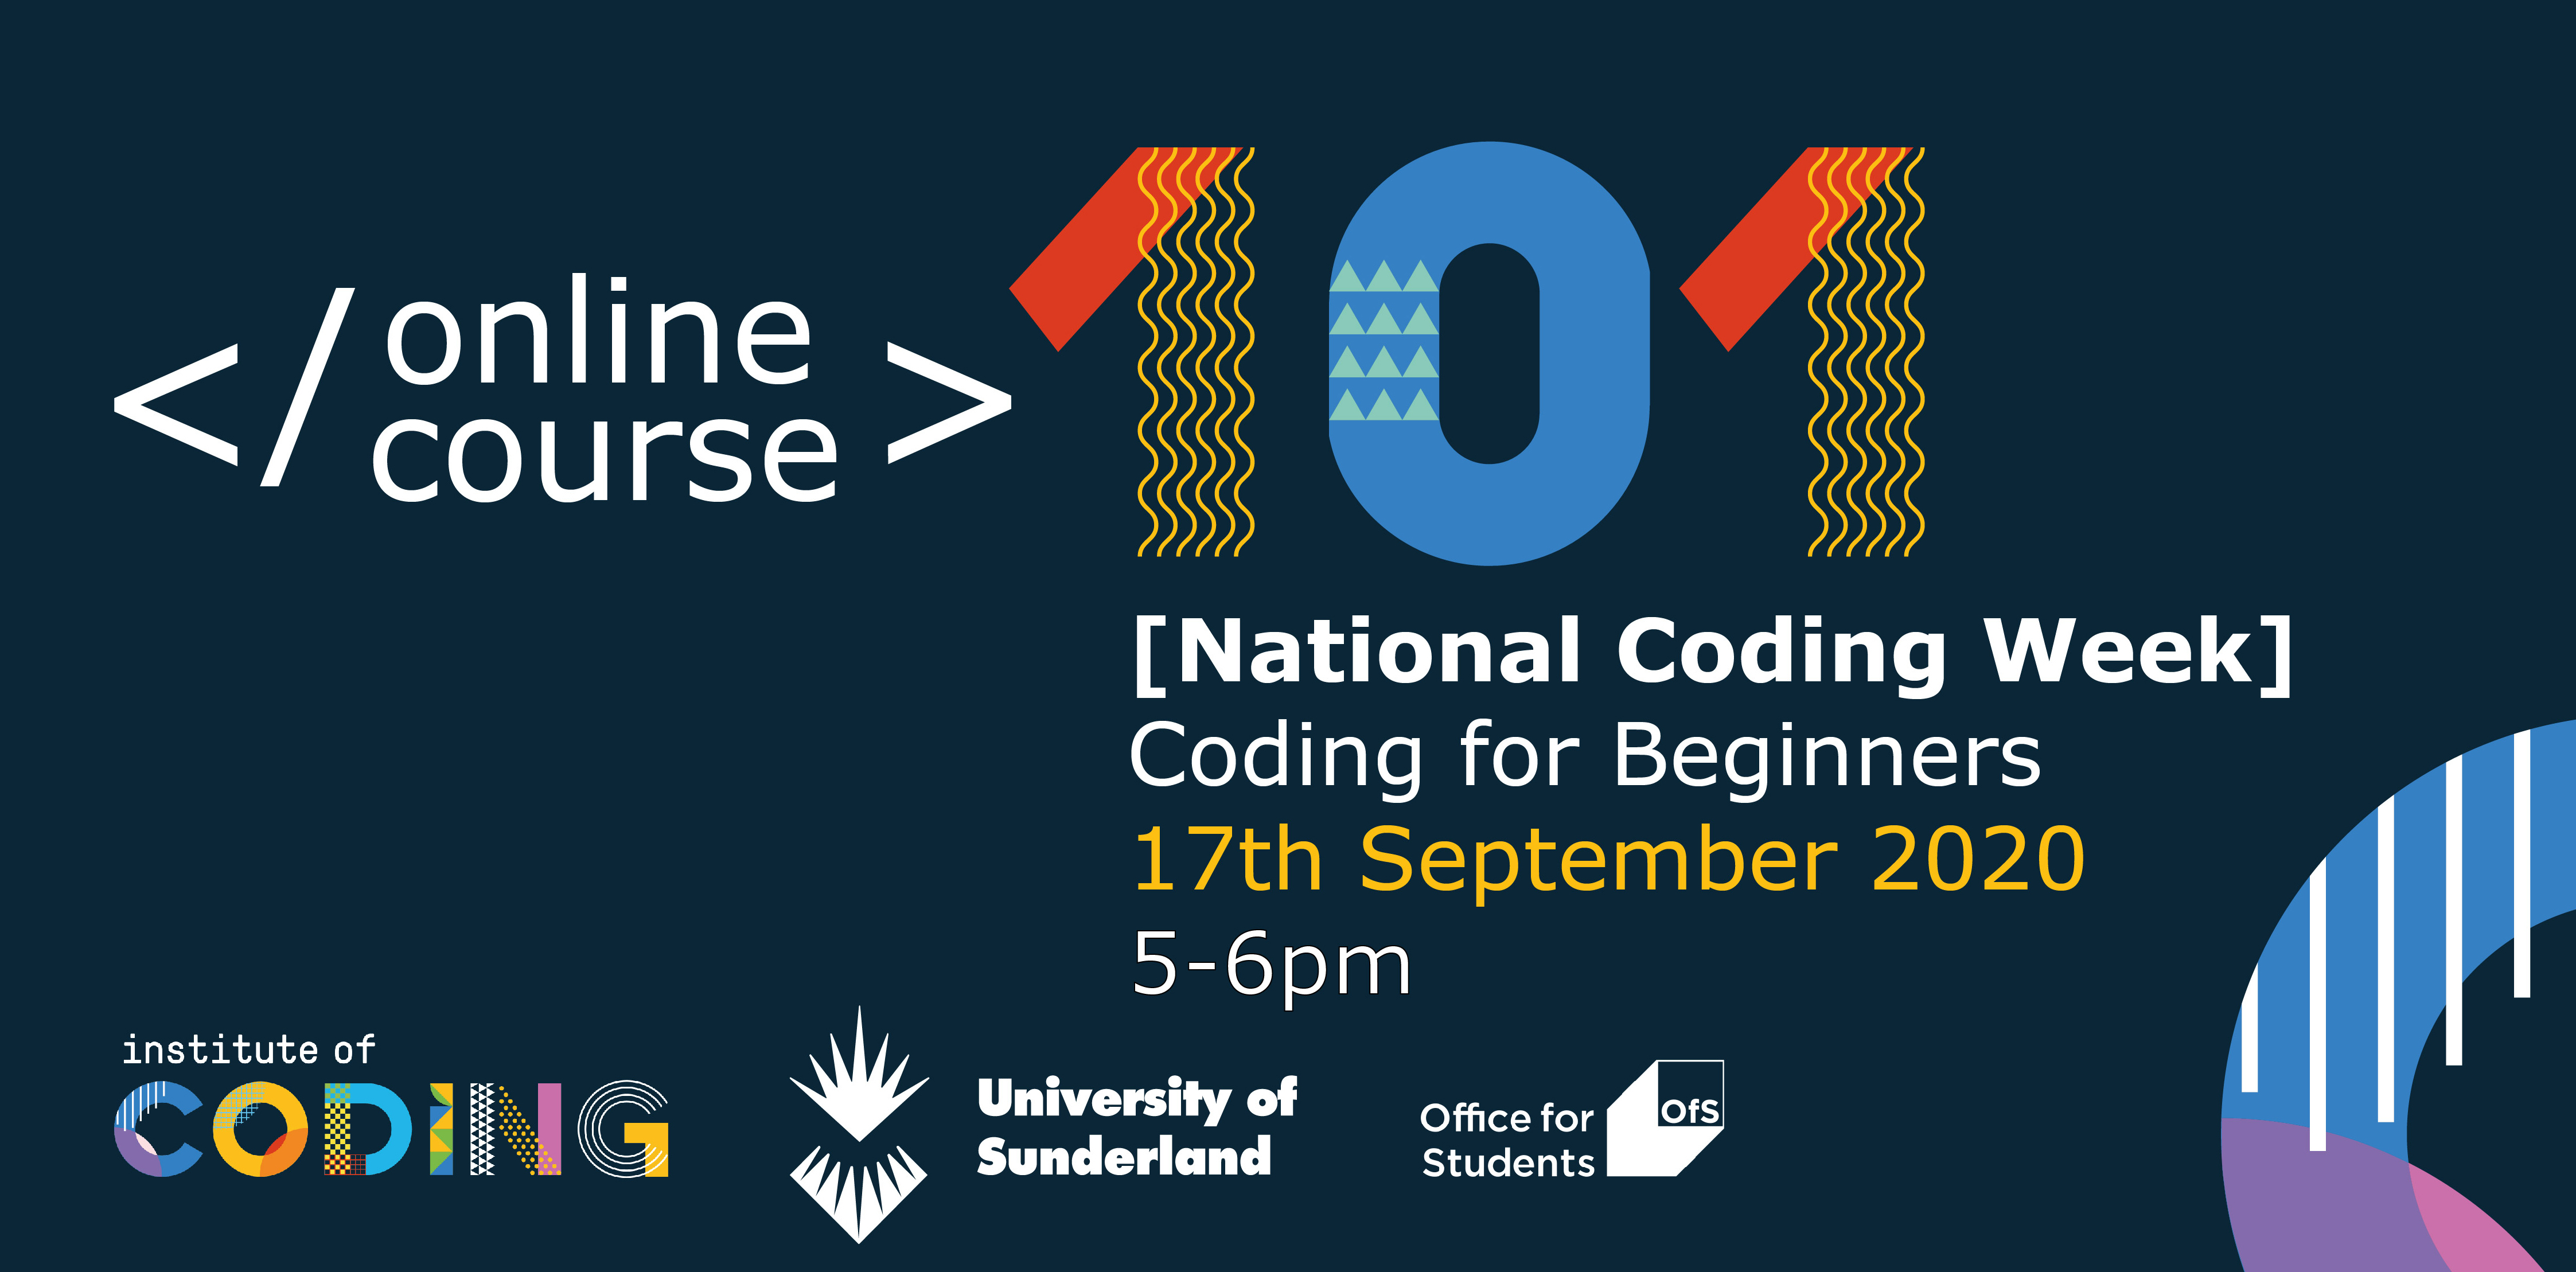 </ online
course >
101
[National Coding Week]
Coding for Beginners
17th September 2020
5-6pm
institute of
CODING
University of
Sunderland
Office for
Students
OfS